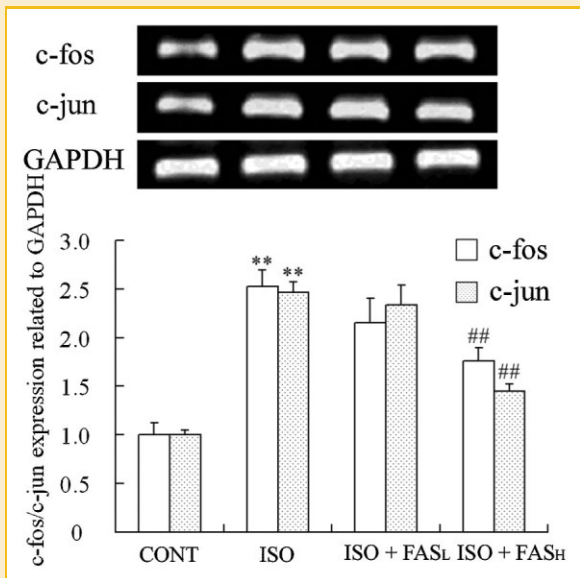 c-fos
c-jun
GAPDH
c-fos/c-jun expression related to GAPDH
3.0
2.5
2.0
1.5
1.0
0.5
0
** **
## ##
c-fos
c-jun
CONT ISO ISO + FASL ISO + FASH